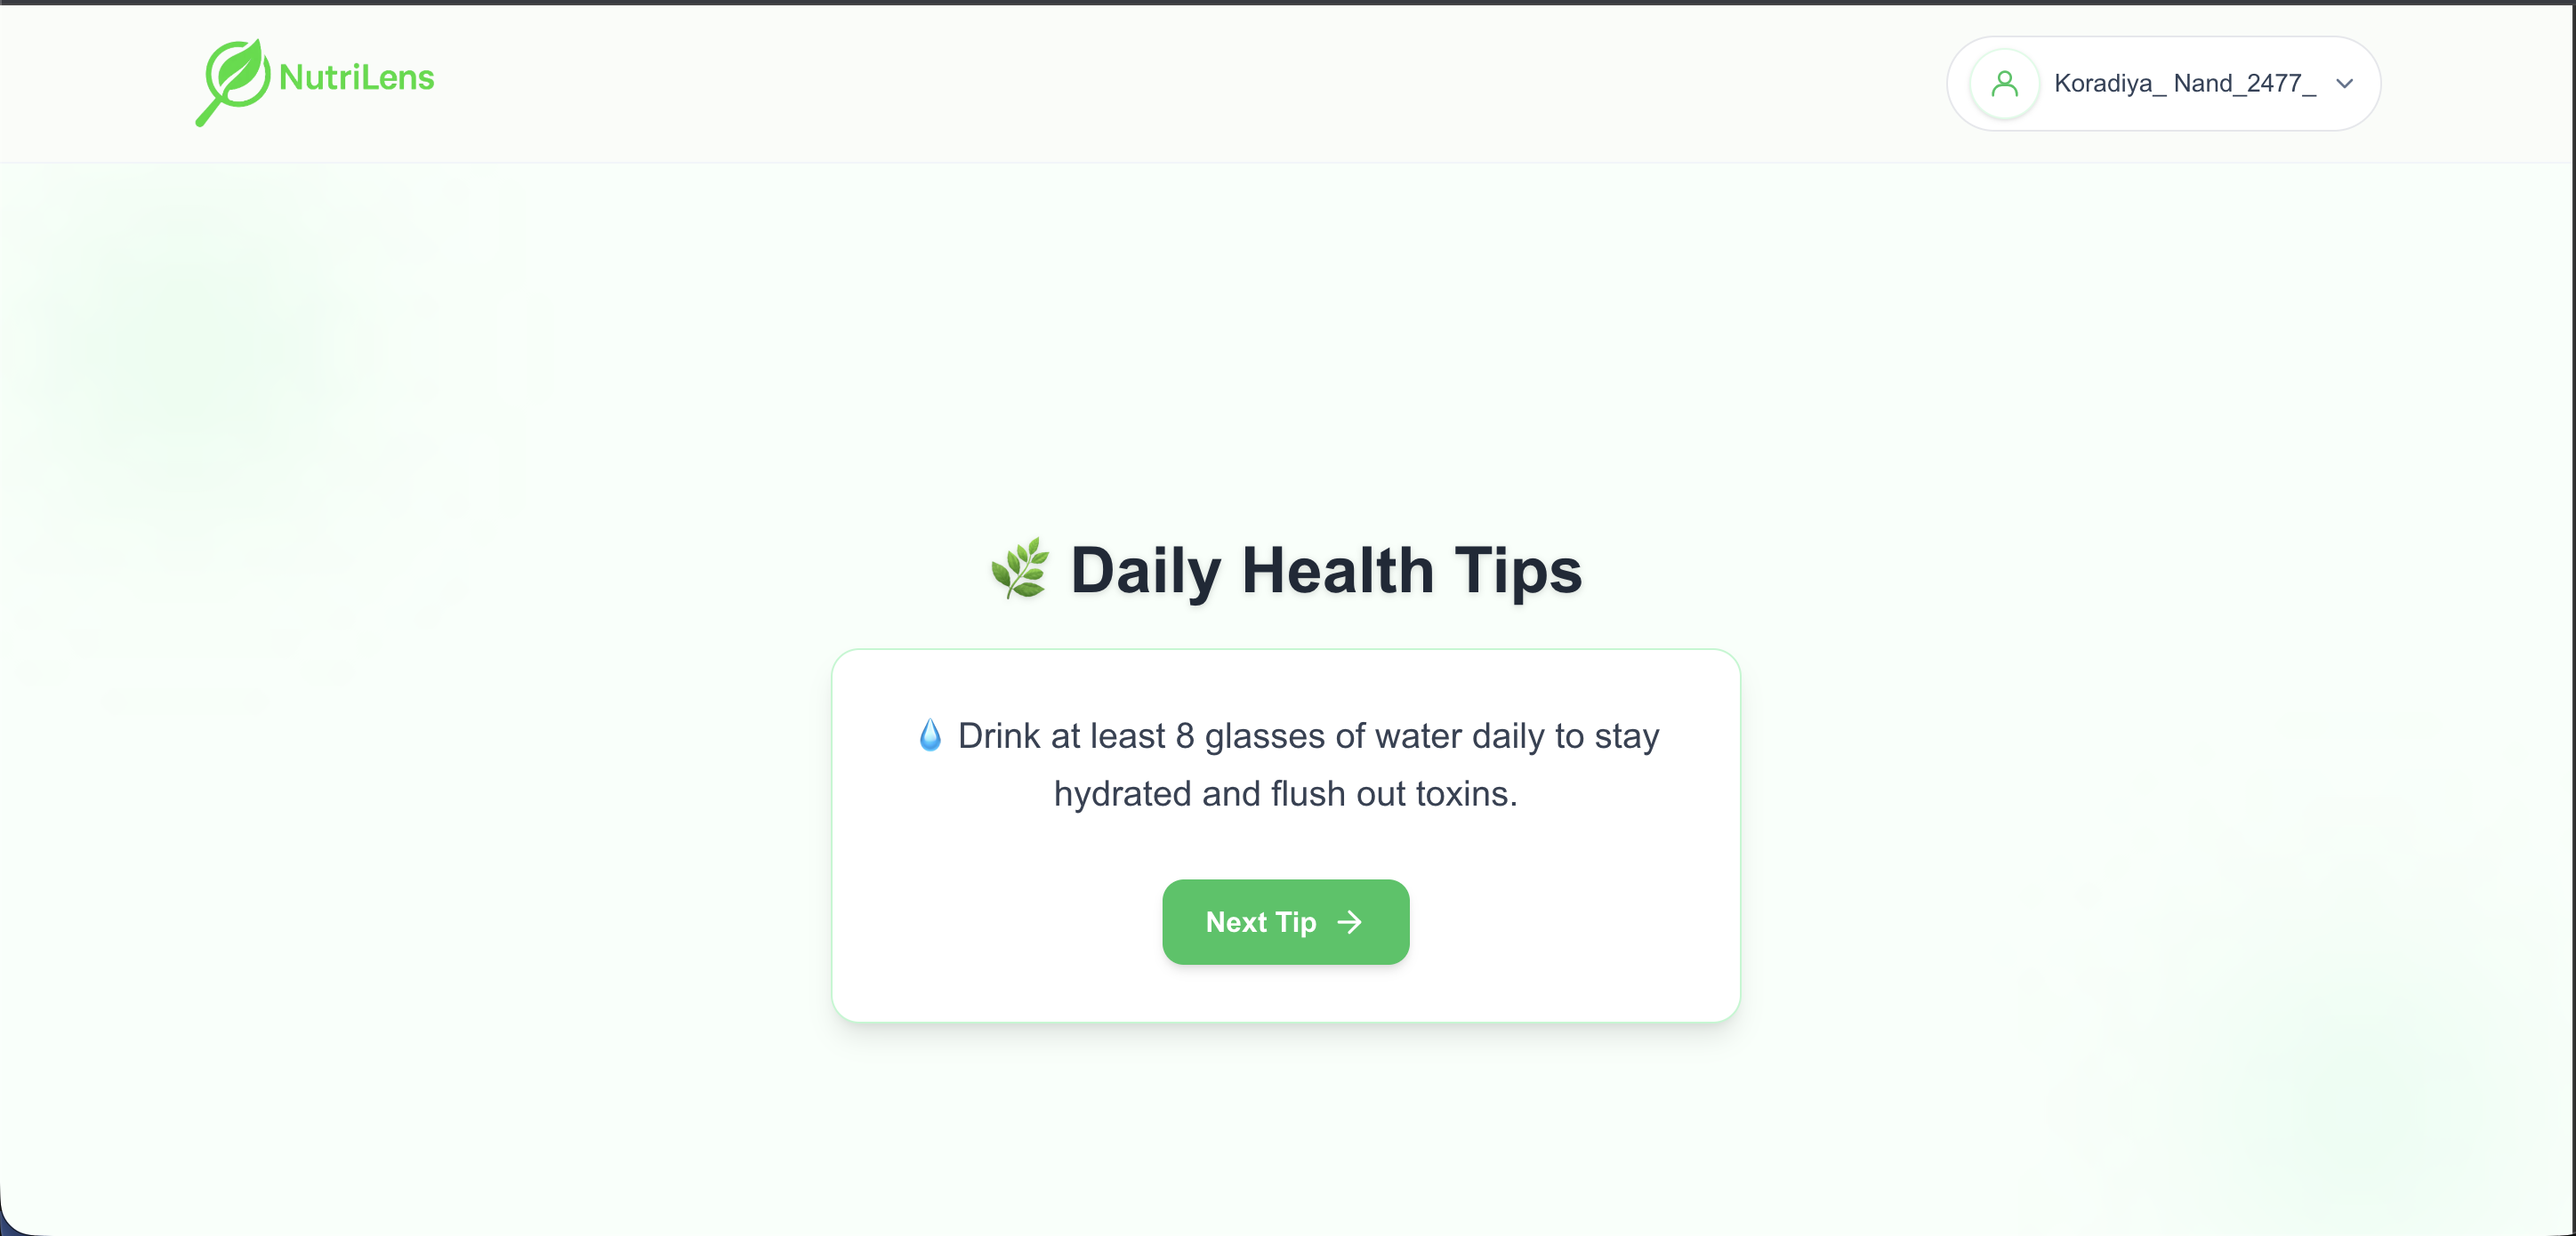 NutriLens
Koradiya_ Nand_2477_
🌿 Daily Health Tips
💧 Drink at least 8 glasses of water daily to stay
hydrated and flush out toxins.
Next Tip →